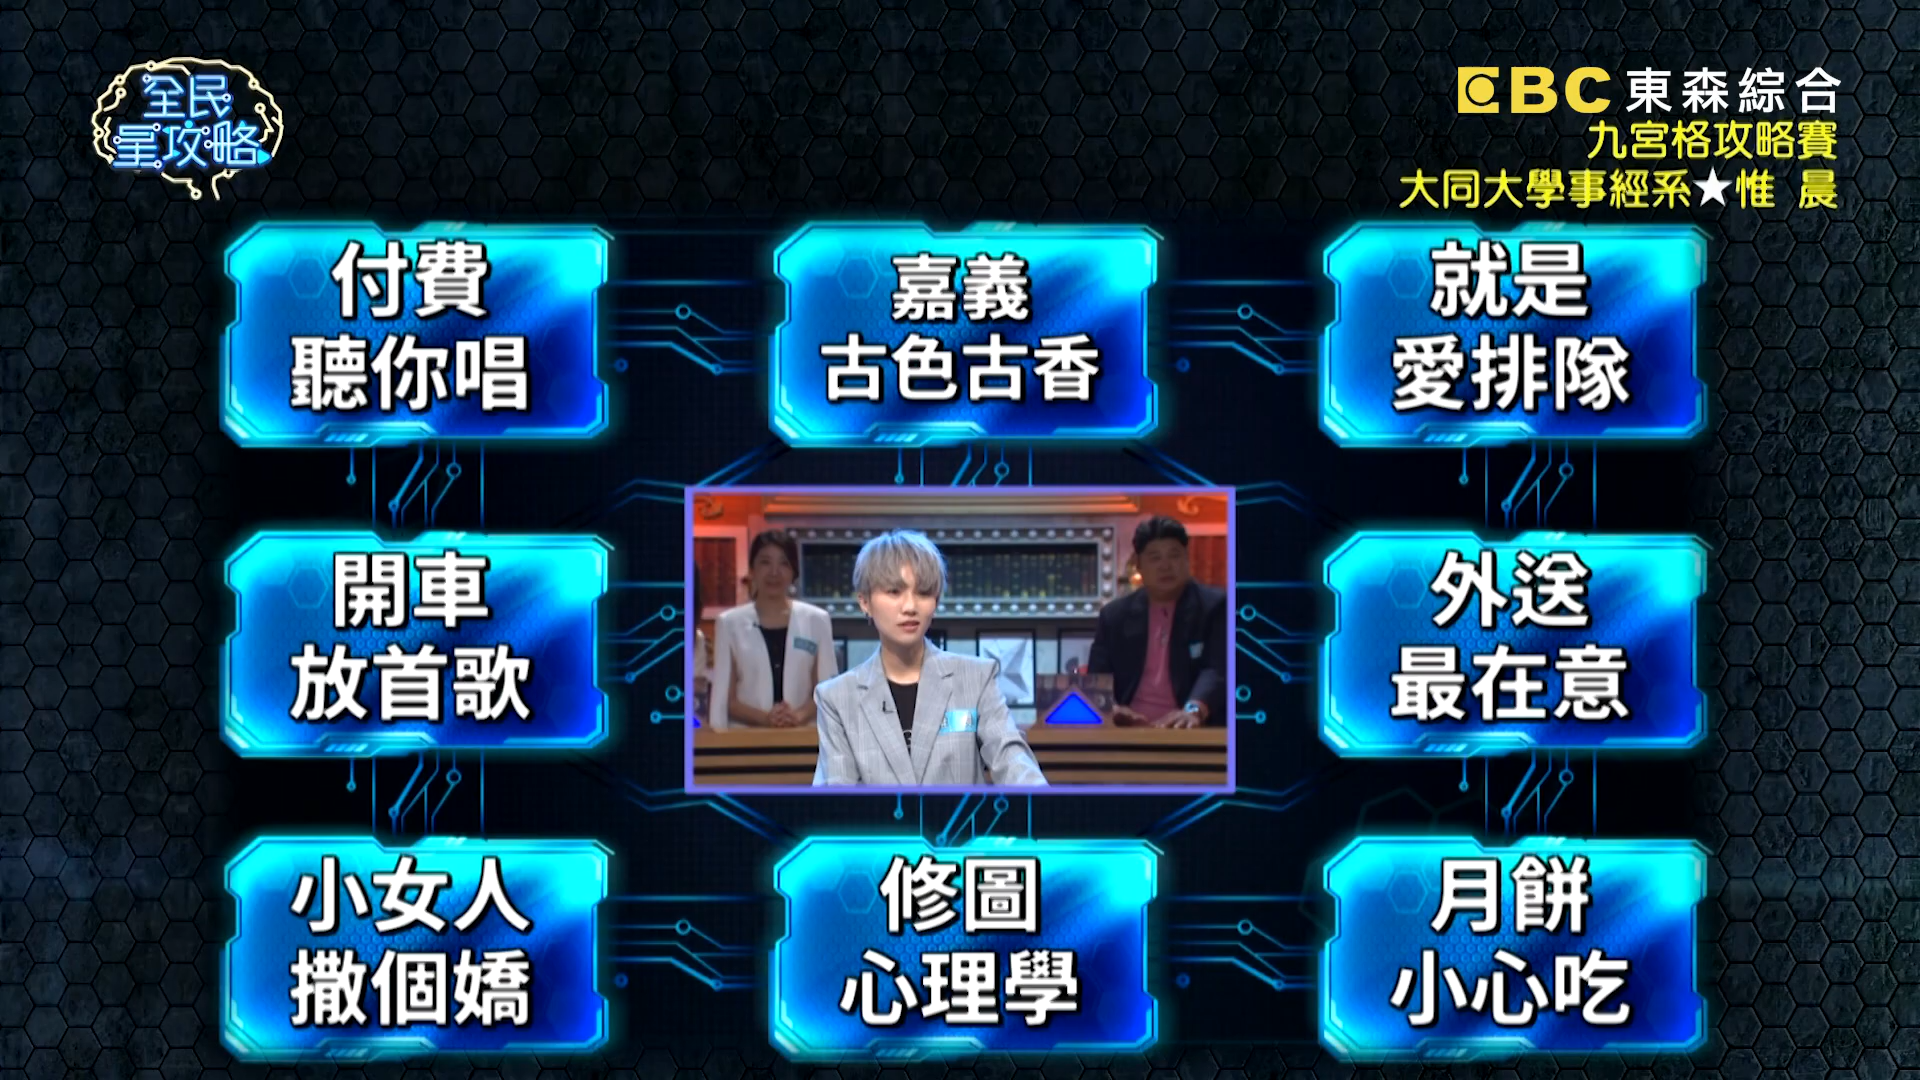 全民
星攻略
EBC 東森綜合
九宮格攻略賽
大同大學事經系★惟 晨
付費
聽你唱
嘉義
古色古香
就是
愛排隊
開車
放首歌
外送
最在意
小女人
撒個嬌
修圖
心理學
月餅
小心吃